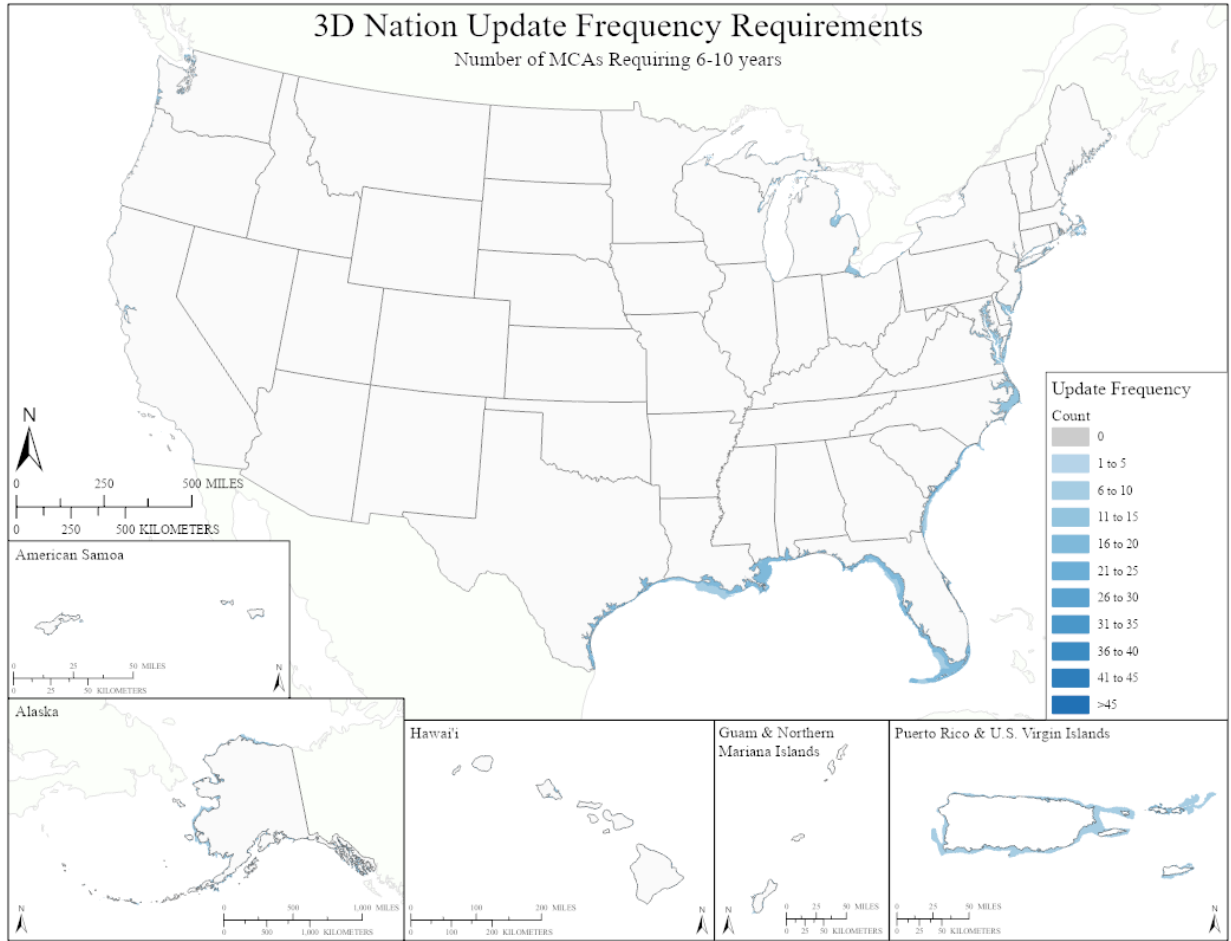 3D Nation Update Frequency Requirements
Number of MCAs Requiring 6-10 years
N
0 250 500 MILES
0 250 500 KILOMETERS
Update Frequency
Count
0
1 to 5
6 to 10
11 to 15
16 to 20
21 to 25
26 to 30
31 to 35
36 to 40
41 to 45
>45
American Samoa
0 25 50 MILES
0 25 50 KILOMETERS
N
Alaska
N
0 500 1,000 MILES
0 500 1,000 KILOMETERS
Hawai'i
0 100 200 MILES
0 100 200 KILOMETERS
N
Guam & Northern
Mariana Islands
0 25 50 MILES
0 25 50 KILOMETERS
N
Puerto Rico & U.S. Virgin Islands
0 25 50 MILES
0 25 50 KILOMETERS
N